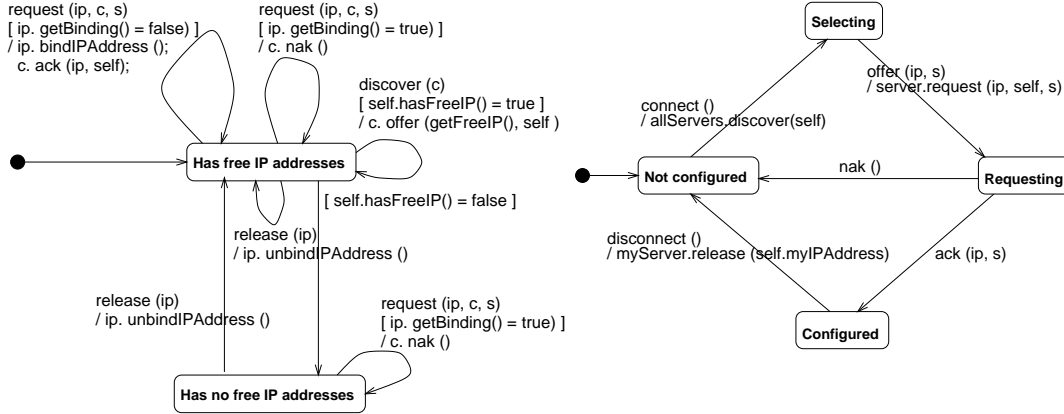 request (ip, c, s)
[ ip. getBinding() = false) ]
/ ip. bindIPAddress ();
c. ack (ip, self);
request (ip, c, s)
[ ip. getBinding() = true) ]
/ c. nak ()
discover (c)
[ self.hasFreeIP() = true ]
/ c. offer (getFreeIP(), self )
Has free IP addresses
[ self.hasFreeIP() = false ]
release (ip)
/ ip. unbindIPAddress ()
release (ip)
/ ip. unbindIPAddress ()
request (ip, c, s)
[ ip. getBinding() = true) ]
/ c. nak ()
Has no free IP addresses
Selecting
offer (ip, s)
/ server.request (ip, self, s)
connect ()
/ allServers.discover(self)
Not configured
nak ()
Requesting
disconnect ()
/ myServer.release (self.myIPAddress)
ack (ip, s)
Configured